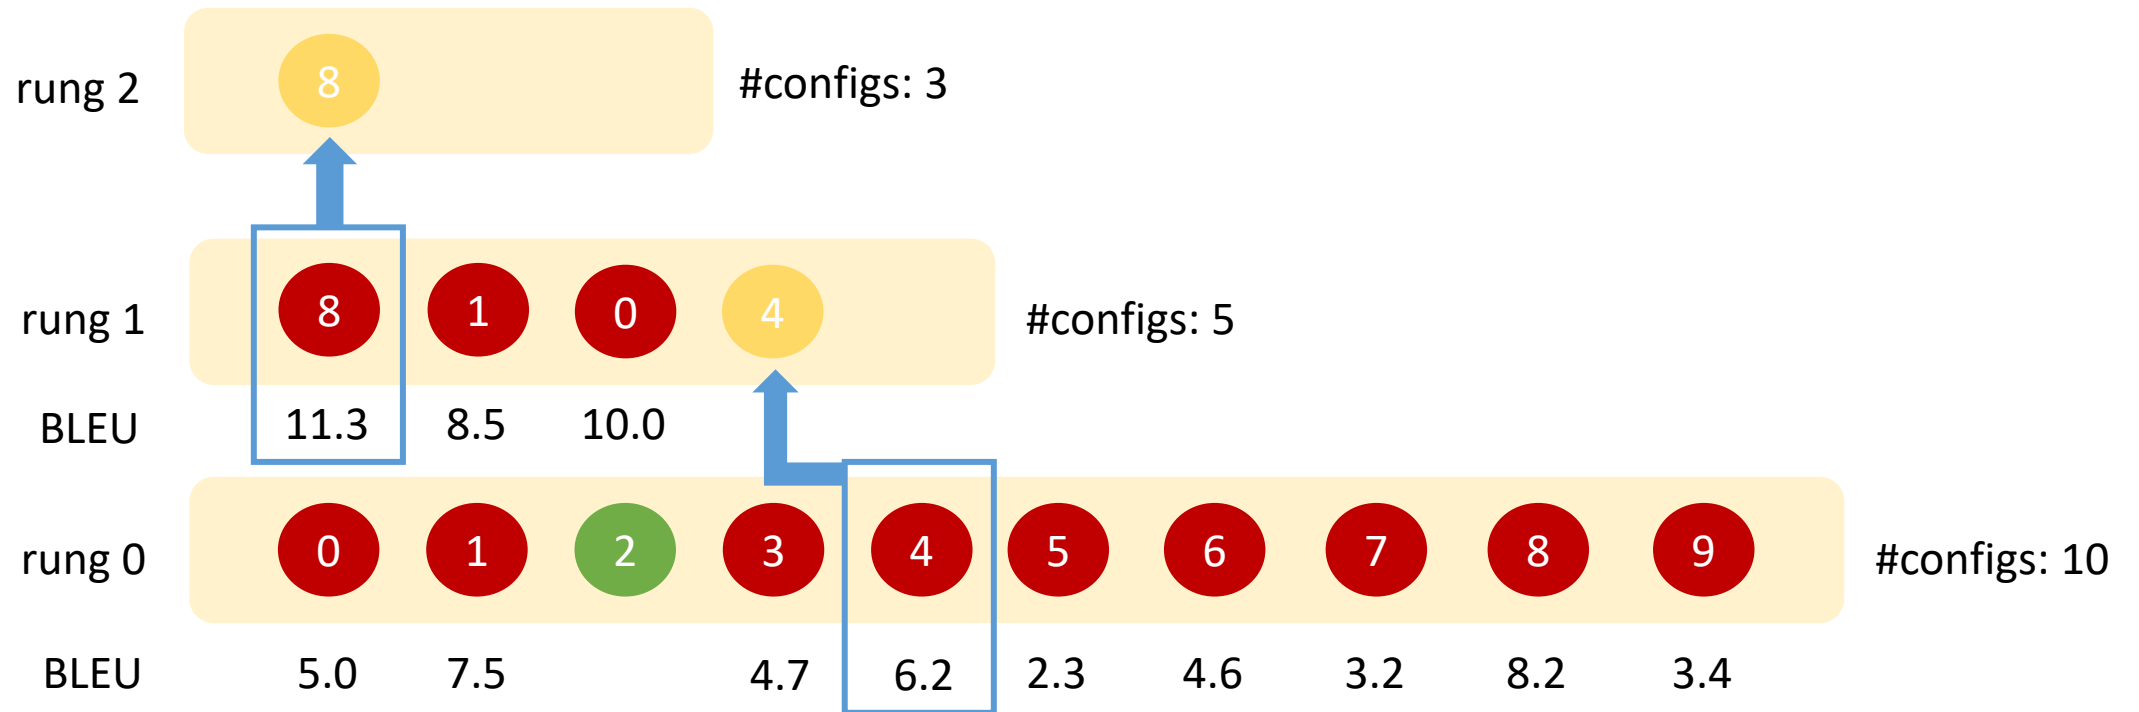 rung 2 8 #configs: 3
rung 1 8 1 0 4 #configs: 5
BLEU 11.3 8.5 10.0
rung 0 0 1 2 3 4 5 6 7 8 9 #configs: 10
BLEU 5.0 7.5 4.7 6.2 2.3 4.6 3.2 8.2 3.4